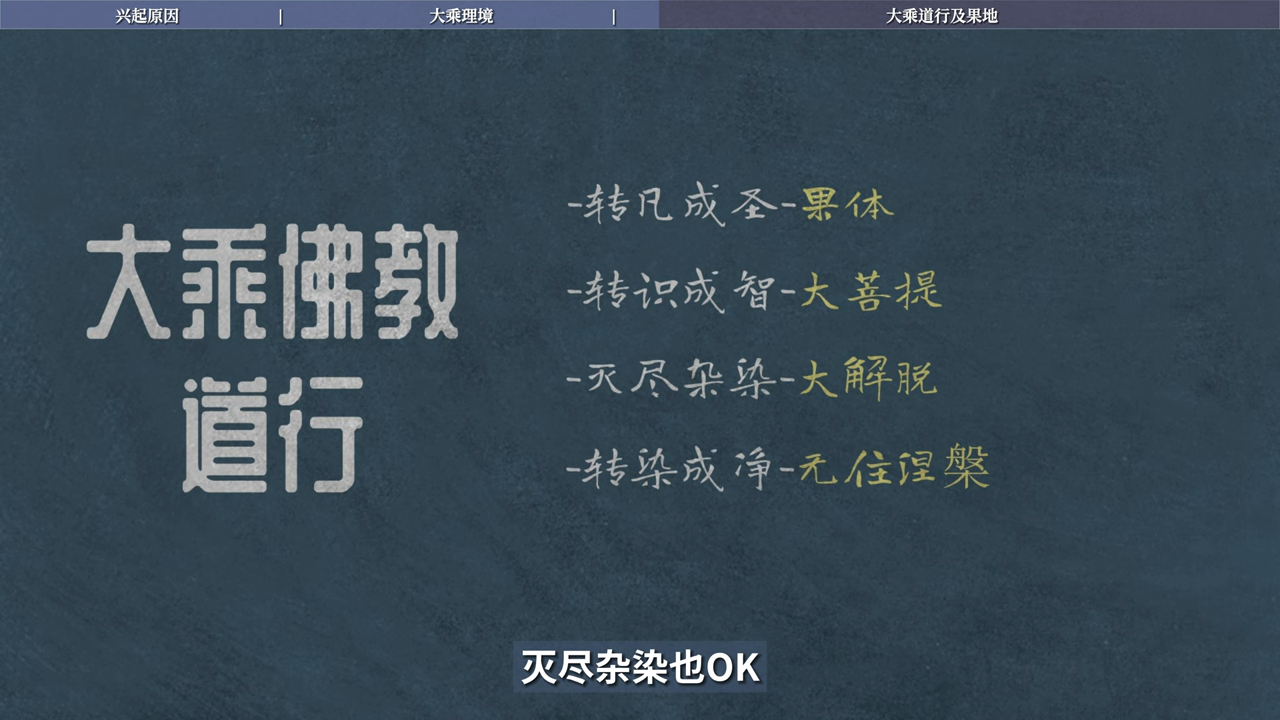 兴起原因 | 大乘理境 | 大乘道行及果地
大乘佛教
道行
-转凡成圣-果体
-转识成智-大菩提
-灭尽杂染-大解脱
-转染成净-无住涅槃
灭尽杂染也OK